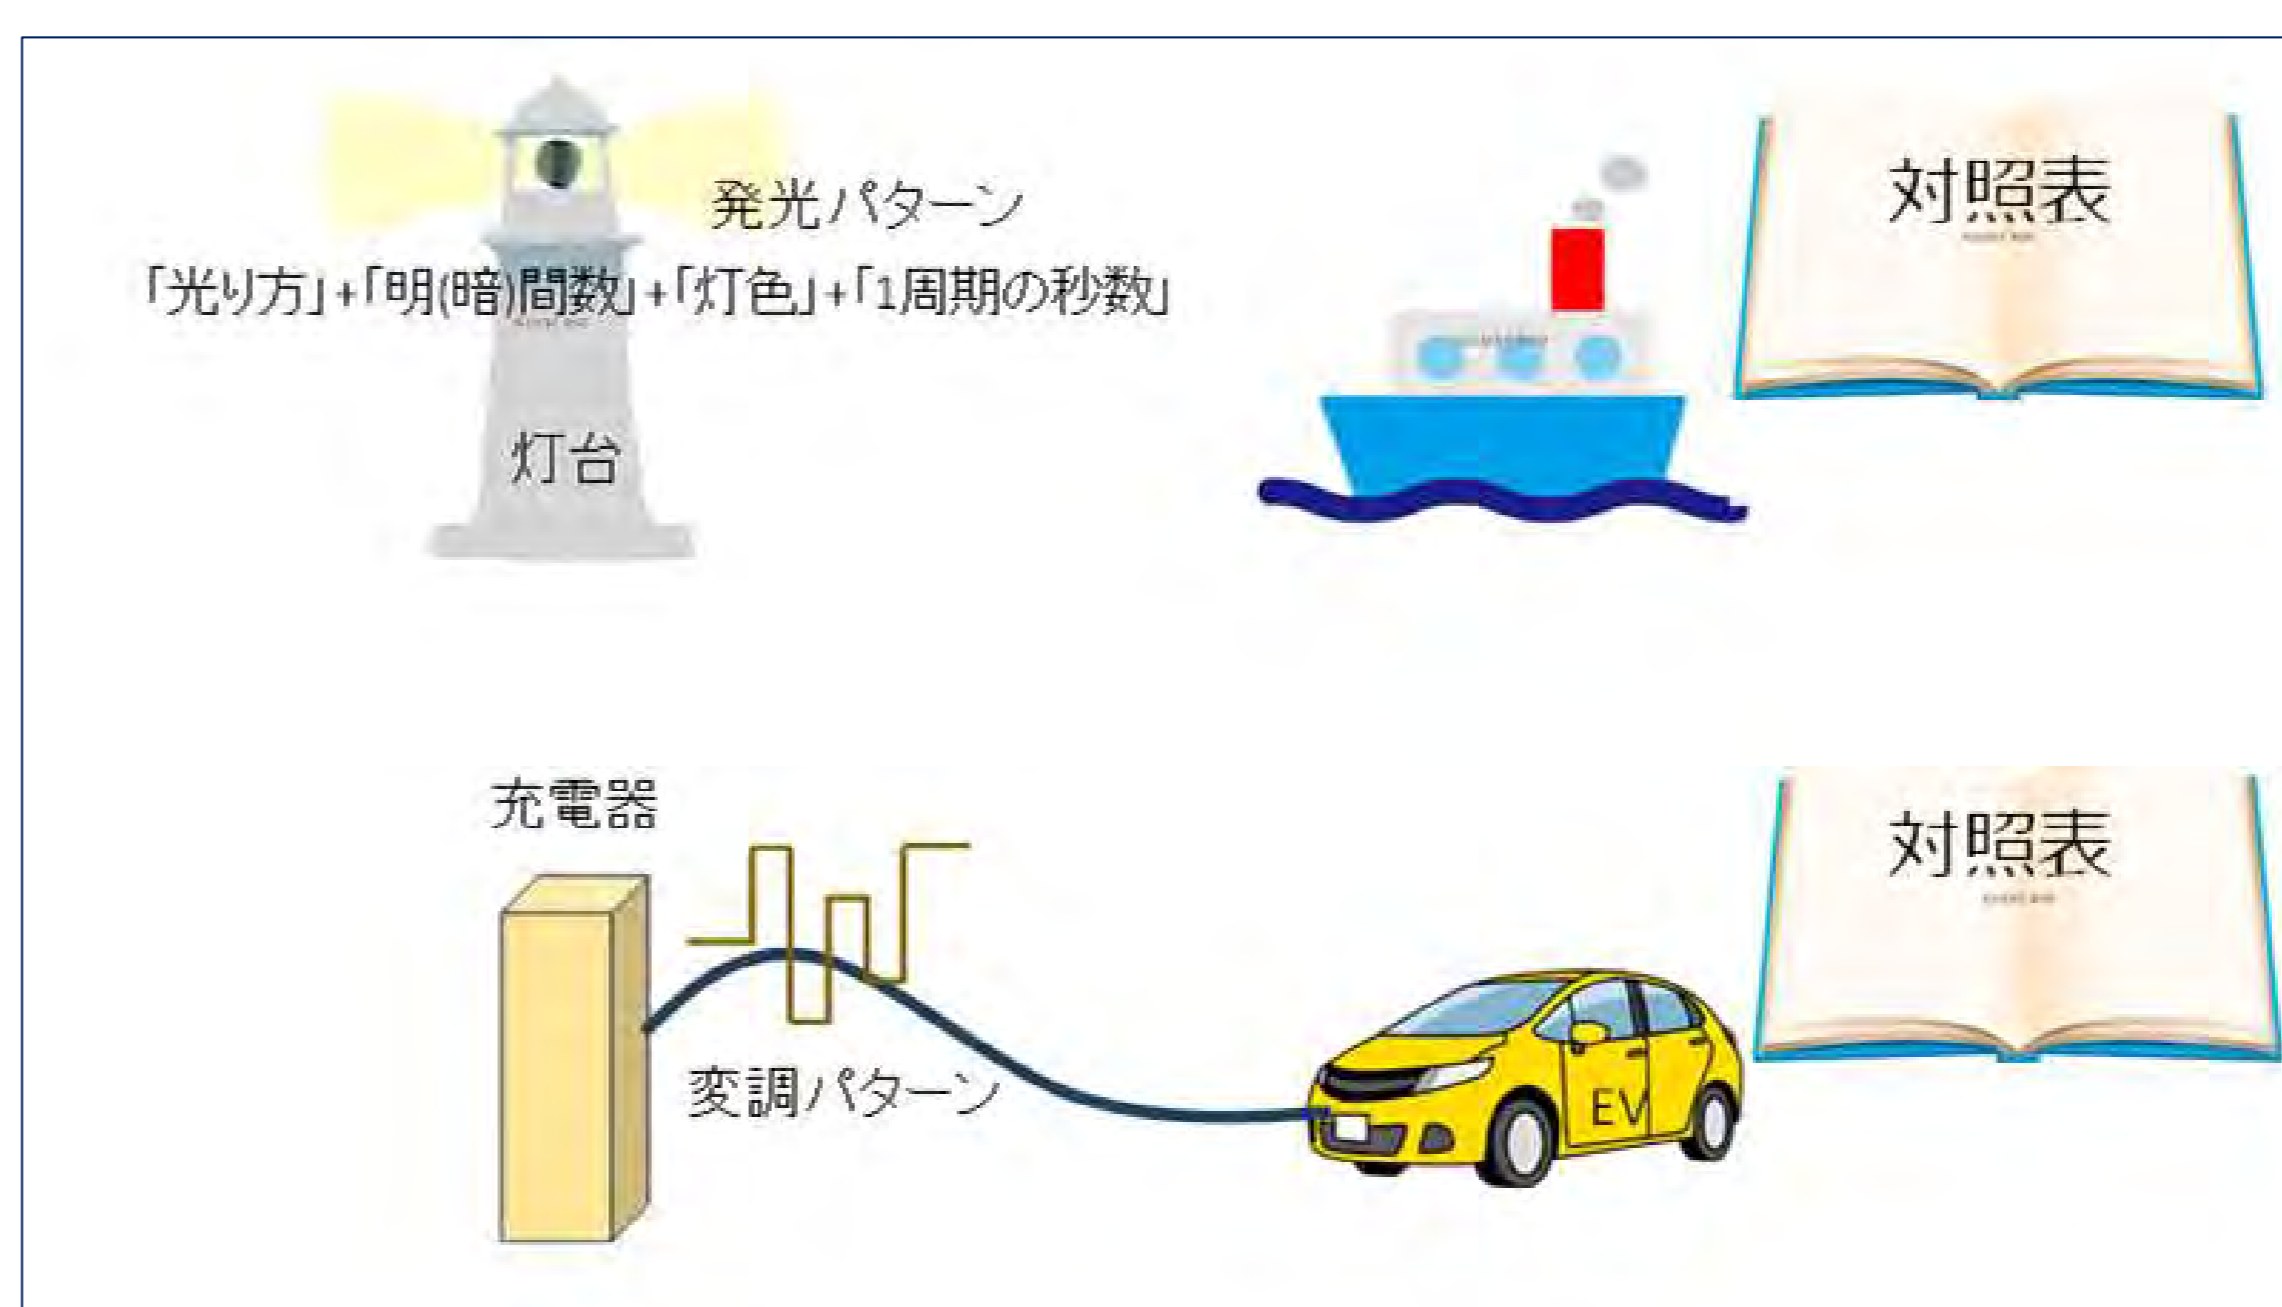 発光パターン
「光り方」+「明(暗)間数」+「灯色」+「1周期の秒数」
灯台
対照表
充電器
変調パターン
EV
対照表